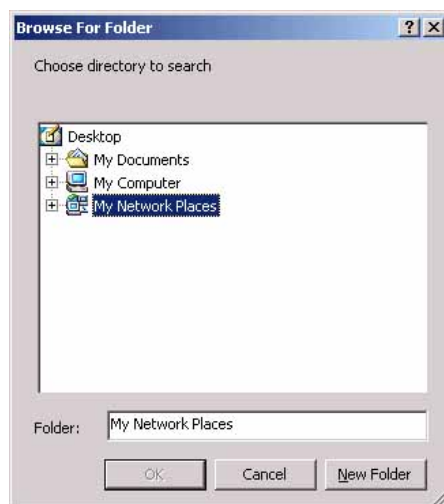 Browse For Folder
Choose directory to search
Desktop
My Documents
My Computer
My Network Places
Folder: My Network Places
OK Cancel New Folder